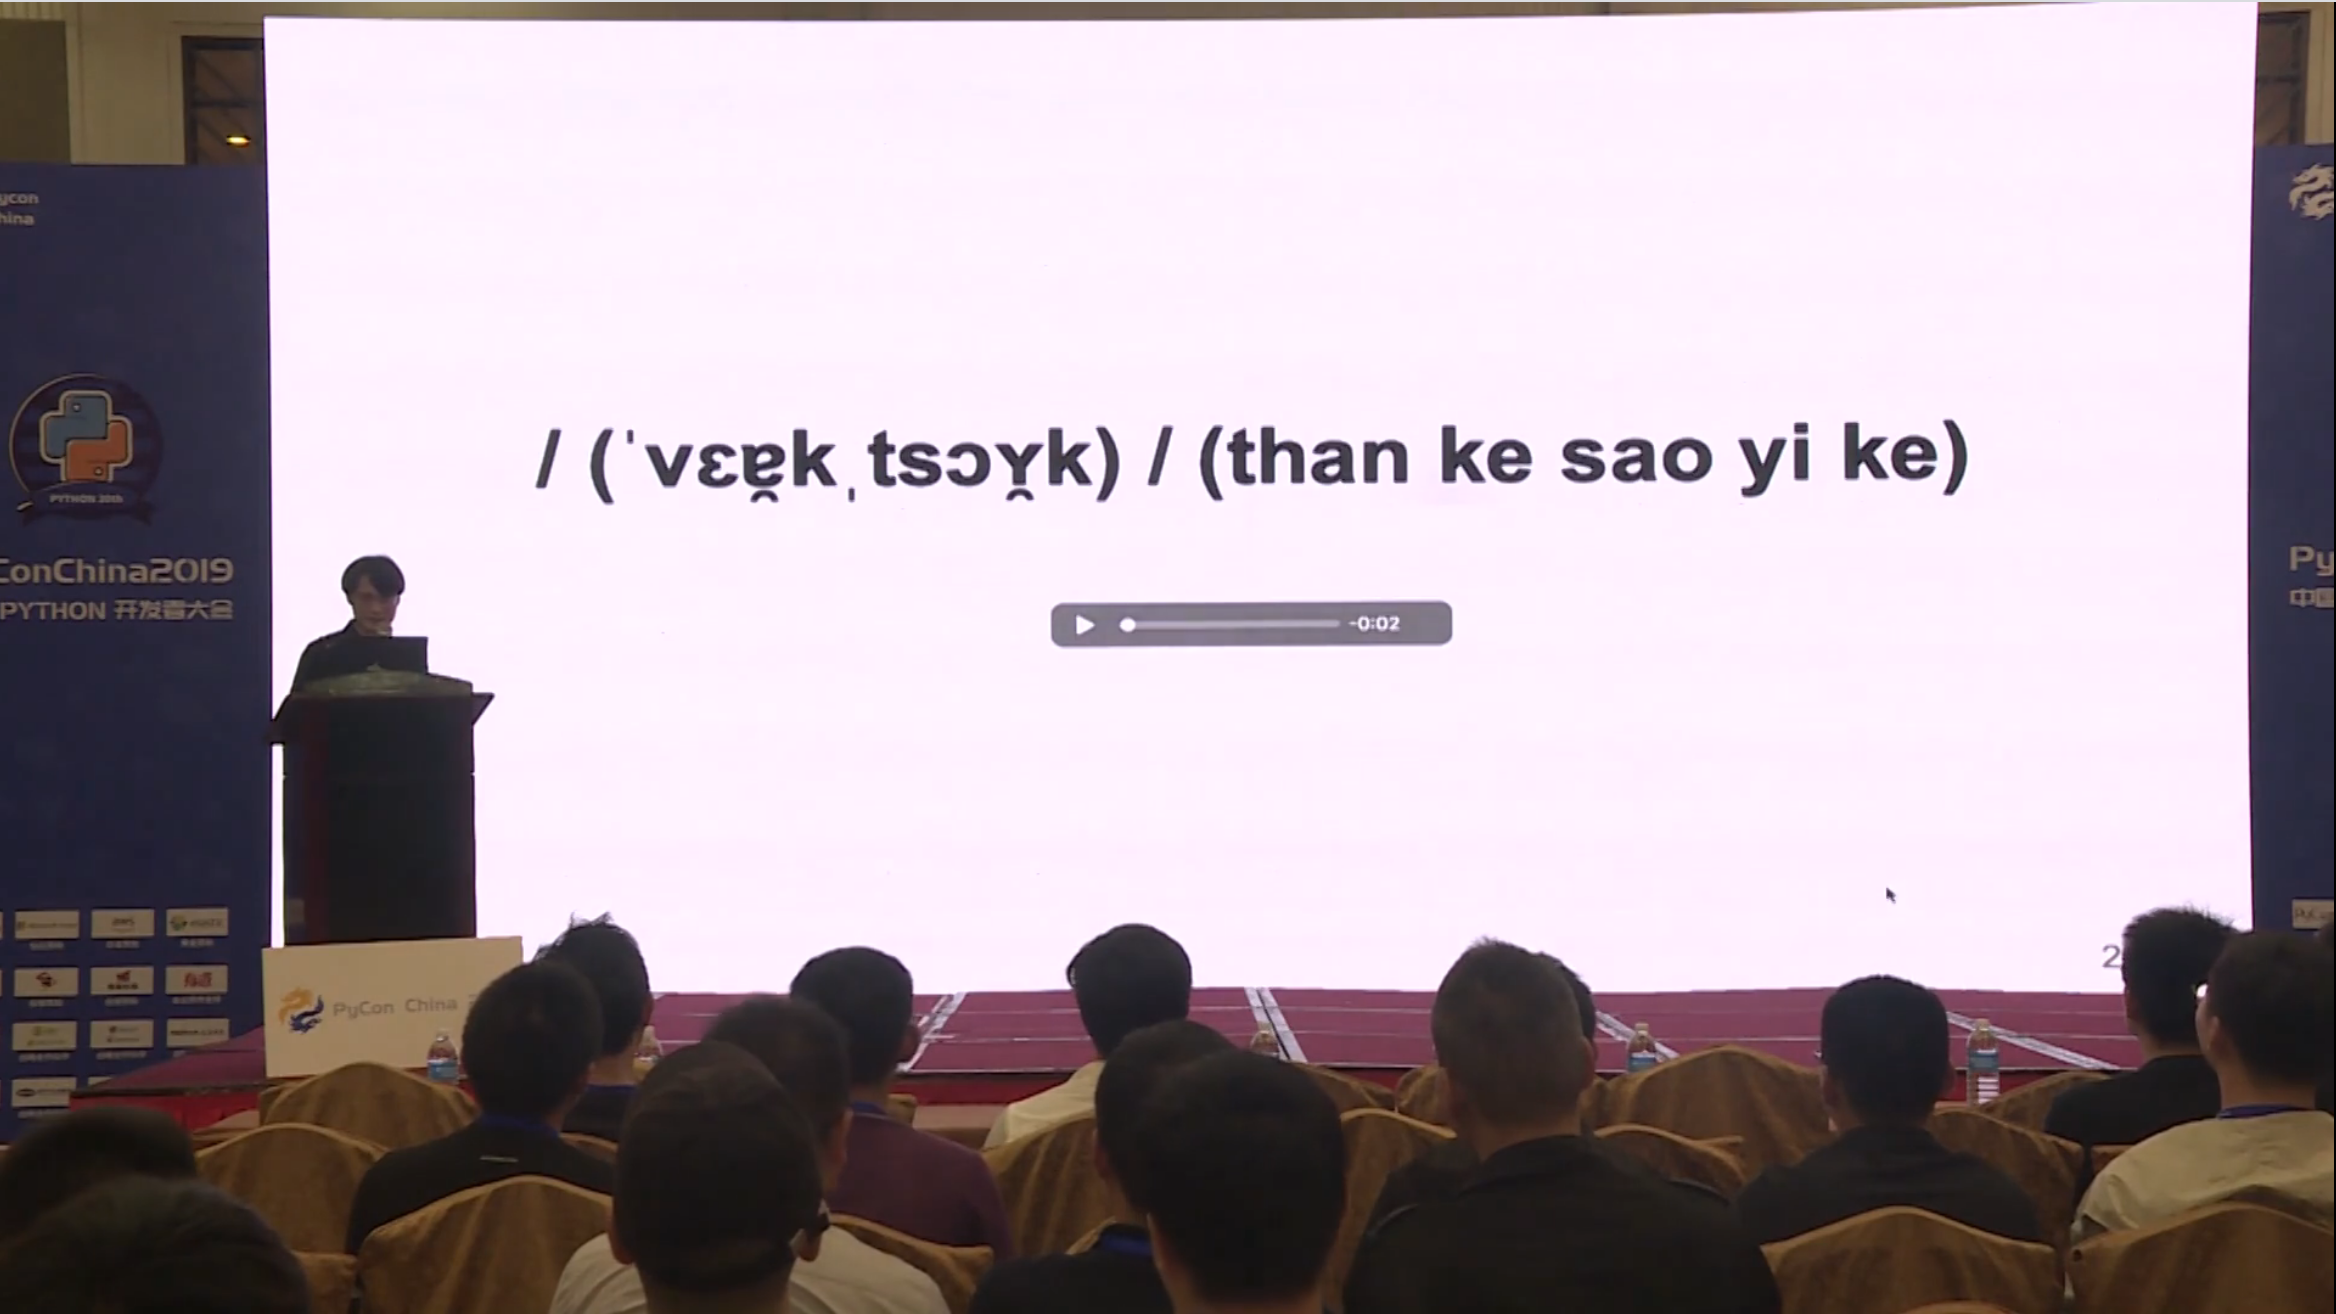 ycon
hina
PYTHON 30th
ConChina2019
PYTHON 开发者大会
/ (ˈvɛɐ̯kˌtsɔʏ̯k) / (than ke sao yi ke)
-0:02
PyCon China
2
Py
中国